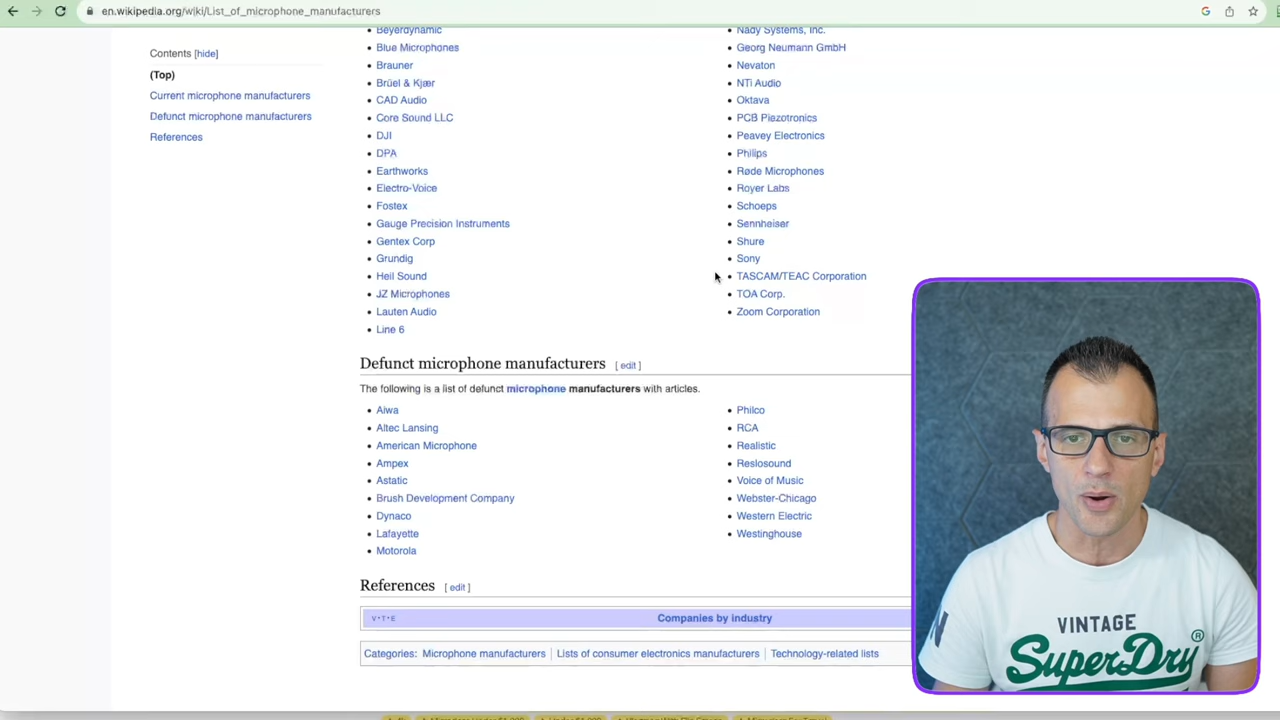 en.wikipedia.org/wiki/List_of_microphone_manufacturers
Contents [hide]
(Top)
Current microphone manufacturers
Defunct microphone manufacturers
References
Beyerdynamic
Blue Microphones
Brauner
Brüel & Kjær
CAD Audio
Core Sound LLC
DJI
DPA
Earthworks
Electro-Voice
Fostex
Gauge Precision Instruments
Gentex Corp
Grundig
Heil Sound
JZ Microphones
Lauten Audio
Line 6
Nady Systems, Inc.
Georg Neumann GmbH
Nevaton
NTi Audio
Oktava
PCB Piezotronics
Peavey Electronics
Philips
Røde Microphones
Royer Labs
Schoeps
Sennheiser
Shure
Sony
TASCAM/TEAC Corporation
TOA Corp.
Zoom Corporation
Defunct microphone manufacturers [ edit ]
The following is a list of defunct microphone manufacturers with articles.
Aiwa
Altec Lansing
American Microphone
Ampex
Astatic
Brush Development Company
Dynaco
Lafayette
Motorola
Philco
RCA
Realistic
Reslosound
Voice of Music
Webster-Chicago
Western Electric
Westinghouse
References [ edit ]
V·T·E Companies by industry
Categories: Microphone manufacturers | Lists of consumer electronics manufacturers | Technology-related lists
VINTAGE
SuperDry®